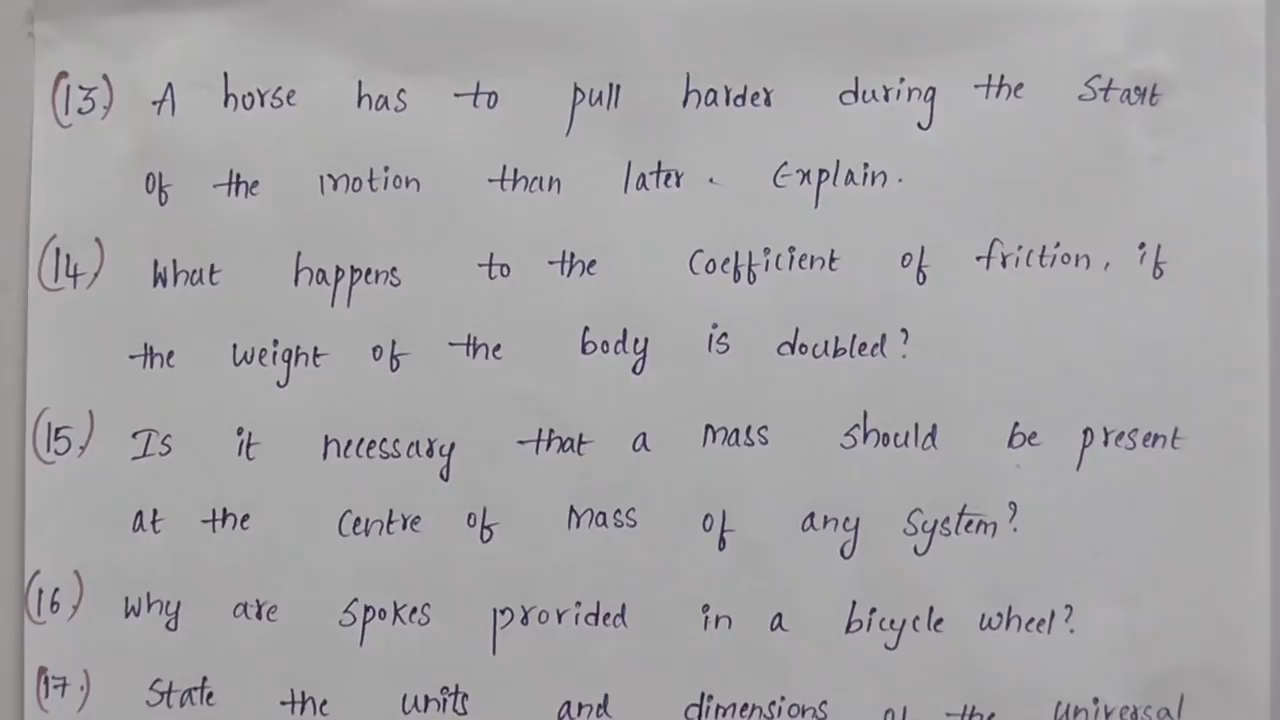 (13) A horse has to pull harder during the start
of the motion than later. Explain.
(14) What happens to the coefficient of friction, if
the weight of the body is doubled?
(15) Is it necessary that a mass should be present
at the centre of mass of any system?
(16) Why are spokes provided in a bicycle wheel?
(17.) State the units and dimensions of the universal